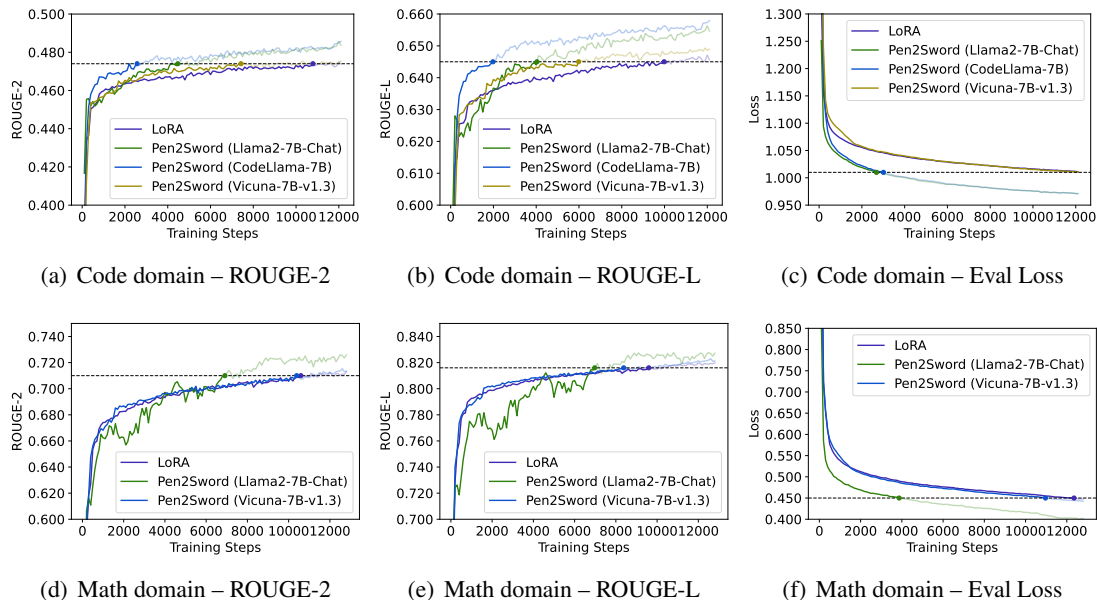 0.500
0.480
0.460
0.440
0.420
0.400
ROUGE-2
LoRA
Pen2Sword (Llama2-7B-Chat)
Pen2Sword (CodeLlama-7B)
Pen2Sword (Vicuna-7B-v1.3)
0 2000 4000 6000 8000 10000 12000
Training Steps
(a) Code domain – ROUGE-2
0.660
0.650
0.640
0.630
0.620
0.610
0.600
ROUGE-L
LoRA
Pen2Sword (Llama2-7B-Chat)
Pen2Sword (CodeLlama-7B)
Pen2Sword (Vicuna-7B-v1.3)
0 2000 4000 6000 8000 10000 12000
Training Steps
(b) Code domain – ROUGE-L
1.300
1.250
1.200
1.150
1.100
1.050
1.000
0.950
Loss
LoRA
Pen2Sword (Llama2-7B-Chat)
Pen2Sword (CodeLlama-7B)
Pen2Sword (Vicuna-7B-v1.3)
0 2000 4000 6000 8000 10000 12000
Training Steps
(c) Code domain – Eval Loss
0.740
0.720
0.700
0.680
0.660
0.640
0.620
0.600
ROUGE-2
LoRA
Pen2Sword (Llama2-7B-Chat)
Pen2Sword (Vicuna-7B-v1.3)
0 2000 4000 6000 8000 10000 12000
Training Steps
(d) Math domain – ROUGE-2
0.860
0.840
0.820
0.800
0.780
0.760
0.740
0.720
0.700
ROUGE-L
LoRA
Pen2Sword (Llama2-7B-Chat)
Pen2Sword (Vicuna-7B-v1.3)
0 2000 4000 6000 8000 10000 12000
Training Steps
(e) Math domain – ROUGE-L
0.850
0.800
0.750
0.700
0.650
0.600
0.550
0.500
0.450
0.400
Loss
LoRA
Pen2Sword (Llama2-7B-Chat)
Pen2Sword (Vicuna-7B-v1.3)
0 2000 4000 6000 8000 10000 12000
Training Steps
(f) Math domain – Eval Loss